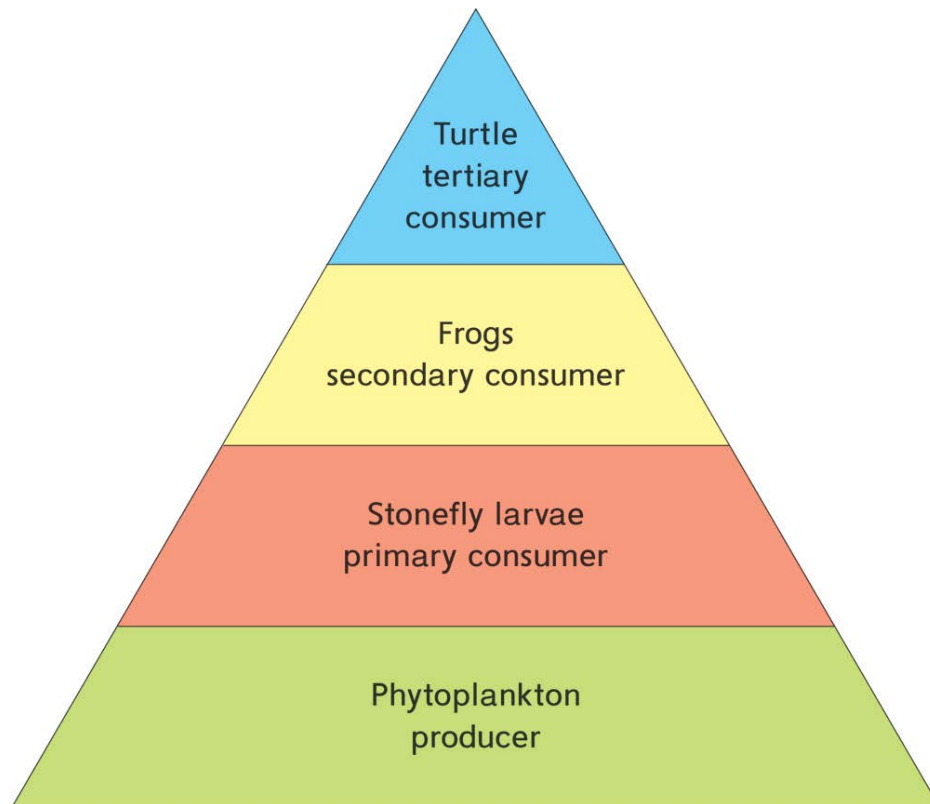 Turtle
tertiary
consumer
Frogs
secondary consumer
Stonefly larvae
primary consumer
Phytoplankton
producer